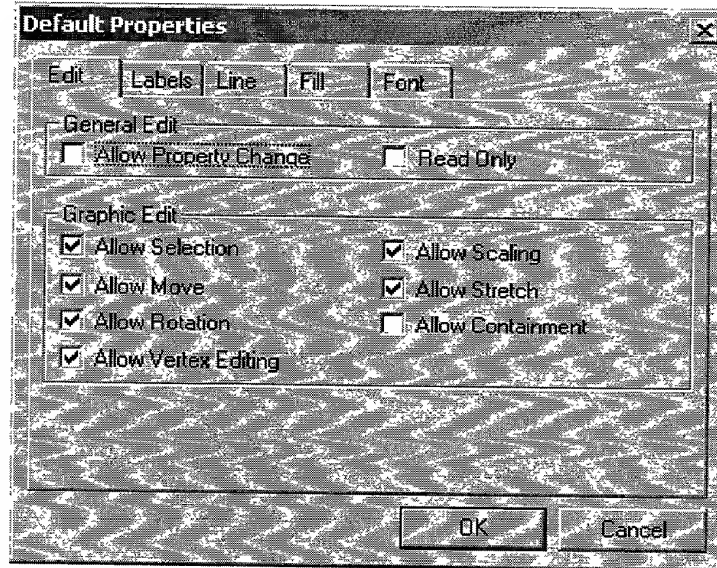 Default Properties
Edit Labels Line Fill Font
General Edit
Allow Property Change Read Only
Graphic Edit
Allow Selection Allow Scaling
Allow Move Allow Stretch
Allow Rotation Allow Containment
Allow Vertex Editing
OK Cancel